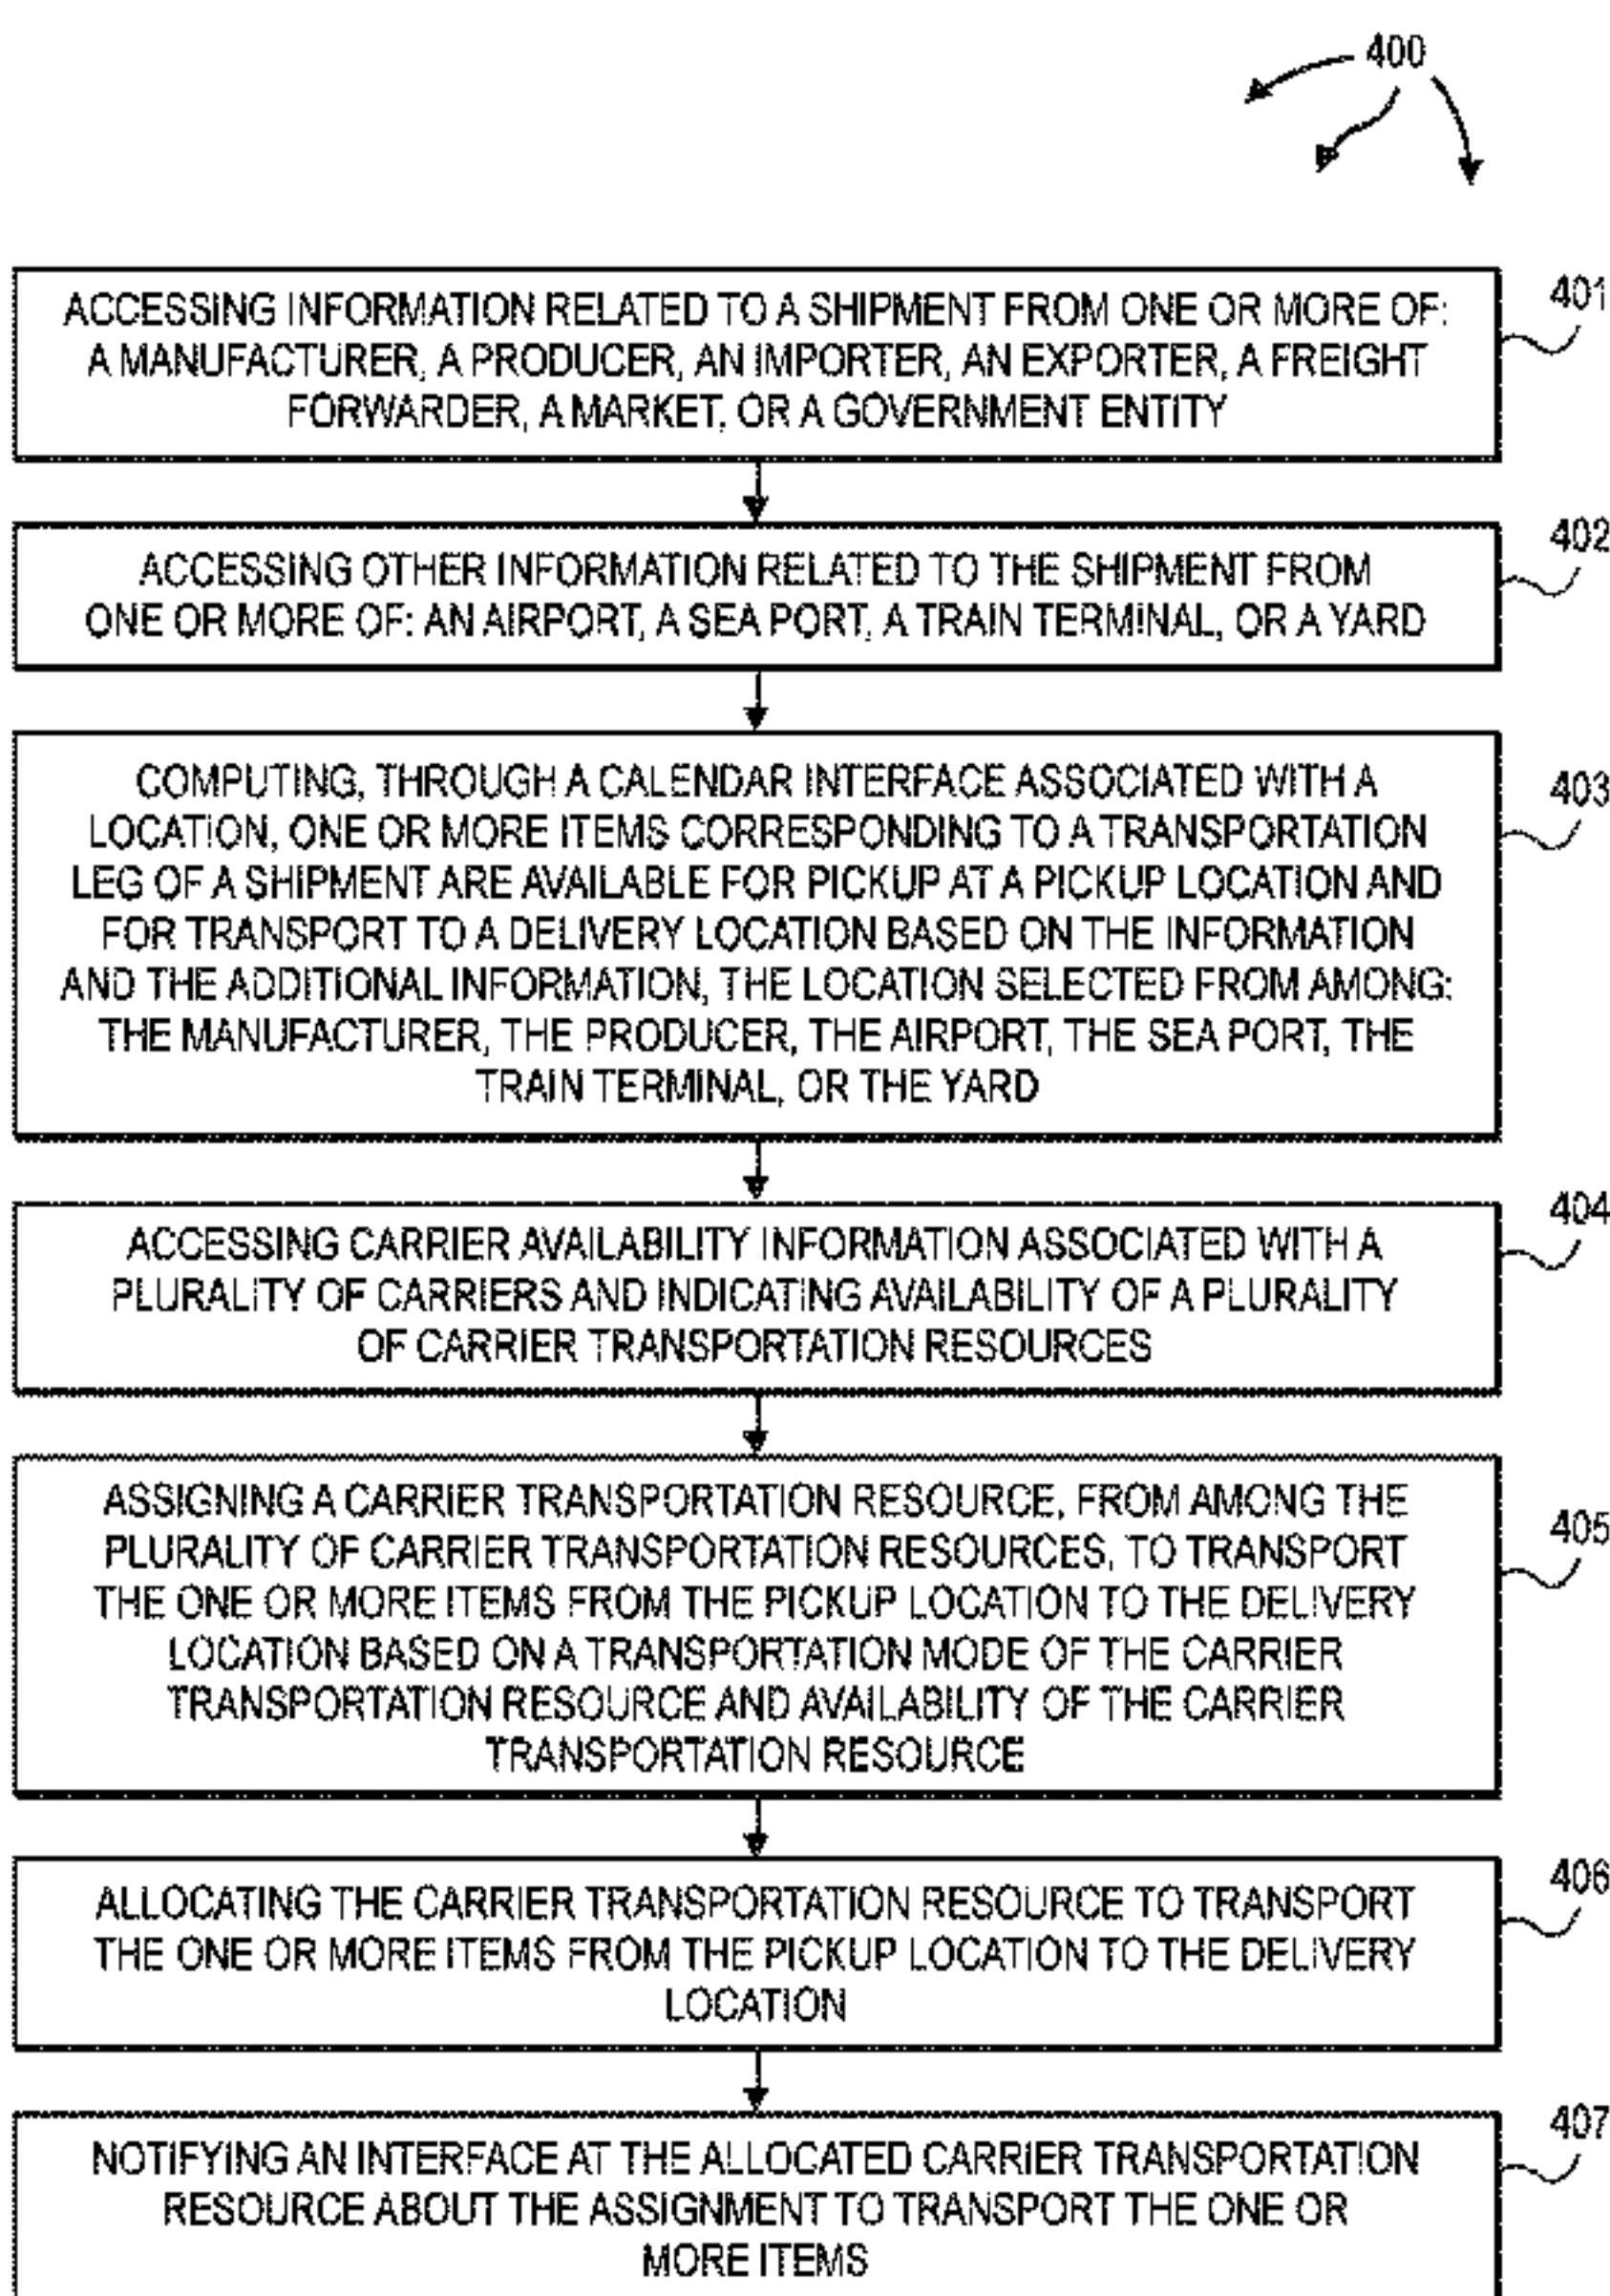 400
401
ACCESSING INFORMATION RELATED TO A SHIPMENT FROM ONE OR MORE OF:
A MANUFACTURER, A PRODUCER, AN IMPORTER, AN EXPORTER, A FREIGHT
FORWARDER, A MARKET, OR A GOVERNMENT ENTITY
402
ACCESSING OTHER INFORMATION RELATED TO THE SHIPMENT FROM
ONE OR MORE OF: AN AIRPORT, A SEA PORT, A TRAIN TERMINAL, OR A YARD
403
COMPUTING, THROUGH A CALENDAR INTERFACE ASSOCIATED WITH A
LOCATION, ONE OR MORE ITEMS CORRESPONDING TO A TRANSPORTATION
LEG OF A SHIPMENT ARE AVAILABLE FOR PICKUP AT A PICKUP LOCATION AND
FOR TRANSPORT TO A DELIVERY LOCATION BASED ON THE INFORMATION
AND THE ADDITIONAL INFORMATION, THE LOCATION SELECTED FROM AMONG:
THE MANUFACTURER, THE PRODUCER, THE AIRPORT, THE SEA PORT, THE
TRAIN TERMINAL, OR THE YARD
404
ACCESSING CARRIER AVAILABILITY INFORMATION ASSOCIATED WITH A
PLURALITY OF CARRIERS AND INDICATING AVAILABILITY OF A PLURALITY
OF CARRIER TRANSPORTATION RESOURCES
405
ASSIGNING A CARRIER TRANSPORTATION RESOURCE, FROM AMONG THE
PLURALITY OF CARRIER TRANSPORTATION RESOURCES, TO TRANSPORT
THE ONE OR MORE ITEMS FROM THE PICKUP LOCATION TO THE DELIVERY
LOCATION BASED ON A TRANSPORTATION MODE OF THE CARRIER
TRANSPORTATION RESOURCE AND AVAILABILITY OF THE CARRIER
TRANSPORTATION RESOURCE
406
ALLOCATING THE CARRIER TRANSPORTATION RESOURCE TO TRANSPORT
THE ONE OR MORE ITEMS FROM THE PICKUP LOCATION TO THE DELIVERY
LOCATION
407
NOTIFYING AN INTERFACE AT THE ALLOCATED CARRIER TRANSPORTATION
RESOURCE ABOUT THE ASSIGNMENT TO TRANSPORT THE ONE OR
MORE ITEMS